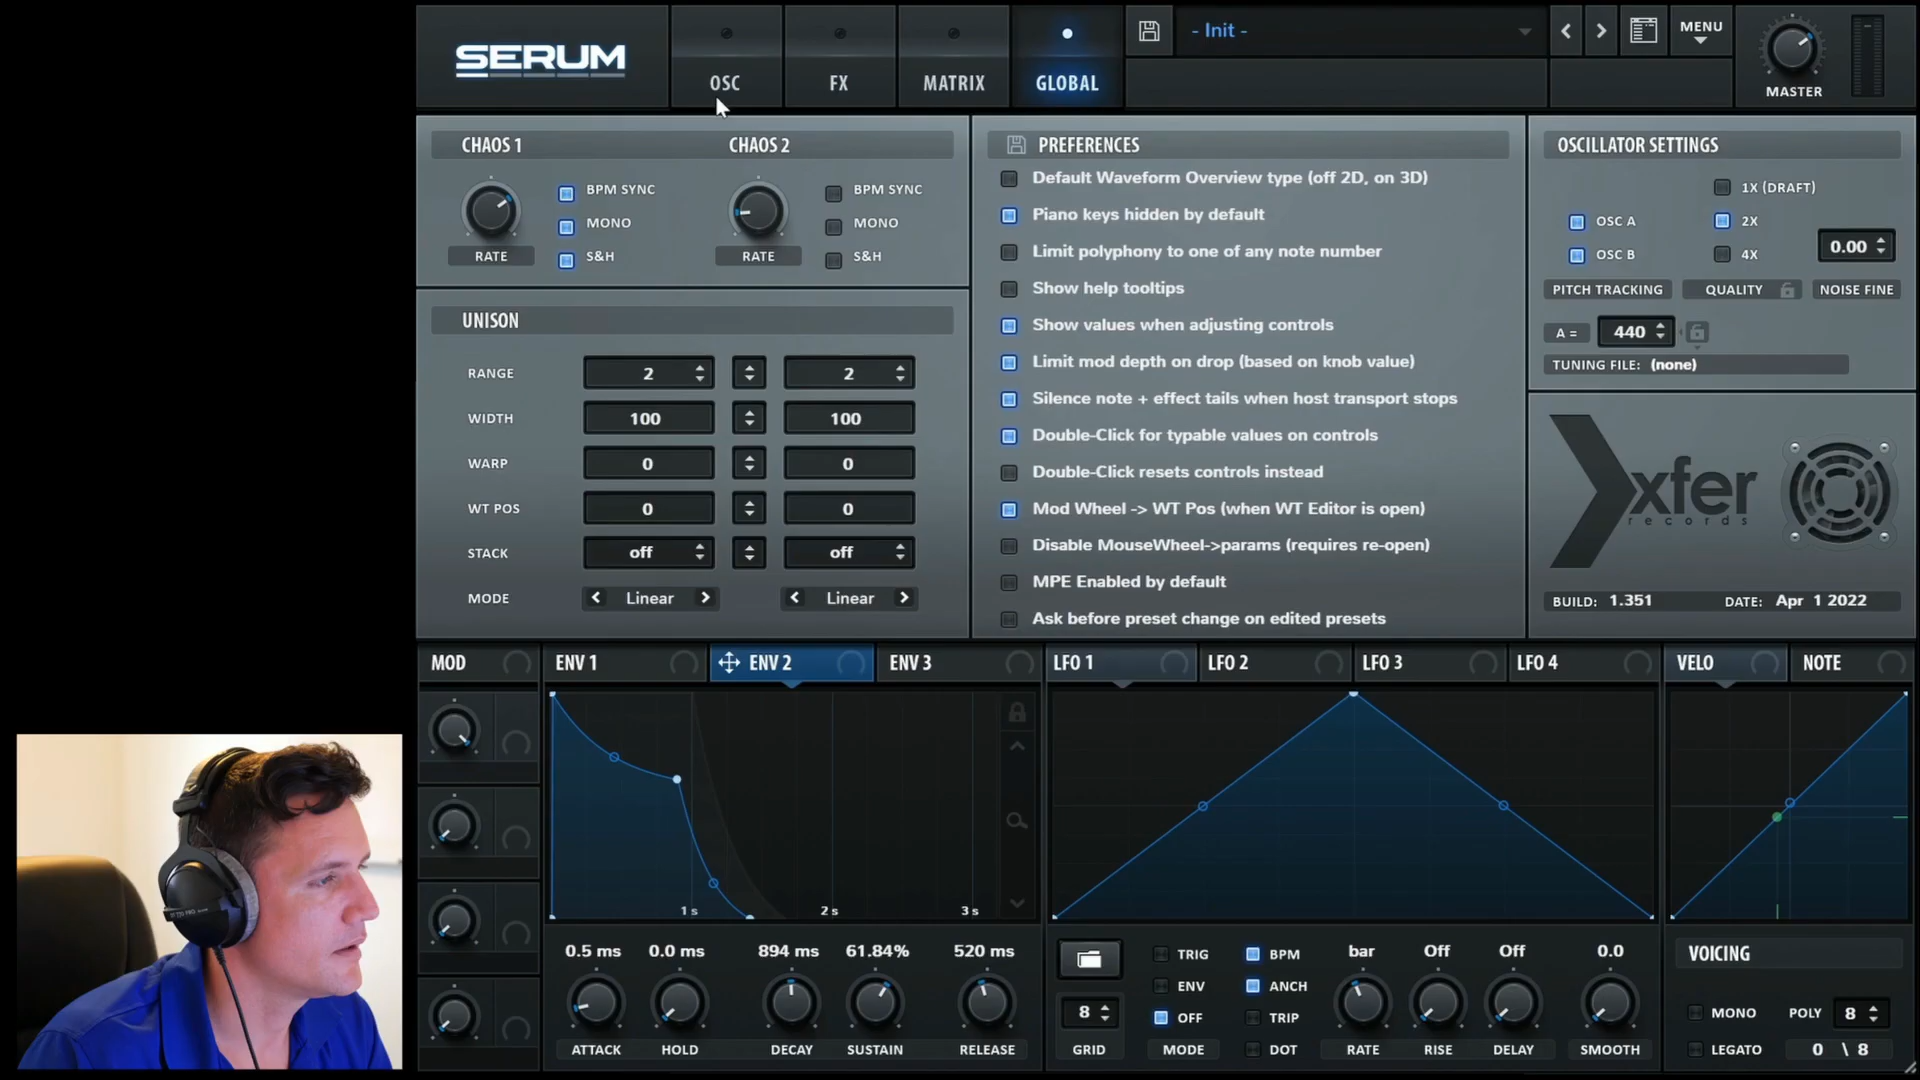 SERUM
OSC
FX
MATRIX
GLOBAL
- Init -
MENU
MASTER
CHAOS 1
CHAOS 2
BPM SYNC
MONO
S&H
RATE
BPM SYNC
MONO
S&H
RATE
UNISON
RANGE 2 2
WIDTH 100 100
WARP 0 0
WT POS 0 0
STACK off off
MODE Linear Linear
PREFERENCES
Default Waveform Overview type (off 2D, on 3D)
Piano keys hidden by default
Limit polyphony to one of any note number
Show help tooltips
Show values when adjusting controls
Limit mod depth on drop (based on knob value)
Silence note + effect tails when host transport stops
Double-Click for typable values on controls
Double-Click resets controls instead
Mod Wheel -> WT Pos (when WT Editor is open)
Disable MouseWheel->params (requires re-open)
MPE Enabled by default
Ask before preset change on edited presets
OSCILLATOR SETTINGS
1X (DRAFT)
OSC A 2X
OSC B 4X
0.00
PITCH TRACKING QUALITY NOISE FINE
A = 440
TUNING FILE: (none)
xfer
records
BUILD: 1.351 DATE: Apr 1 2022
MOD
ENV 1
ENV 2
ENV 3
LFO 1
LFO 2
LFO 3
LFO 4
VELO
NOTE
1 s 2 s 3 s
0.5 ms 0.0 ms 894 ms 61.84% 520 ms
ATTACK HOLD DECAY SUSTAIN RELEASE
8
GRID
TRIG
ENV
OFF
MODE
BPM
ANCH
TRIP
DOT
bar Off Off 0.0
RATE RISE DELAY SMOOTH
VOICING
MONO POLY 8
LEGATO 0 \ 8